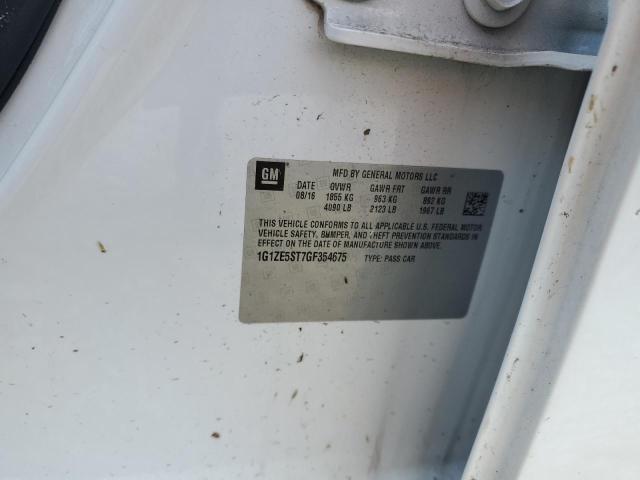 GM
MFD BY GENERAL MOTORS LLC
DATE GVWR GAWR FRT GAWR RR
08/16 1855 KG 963 KG 892 KG
4090 LB 2123 LB 1967 LB
THIS VEHICLE CONFORMS TO ALL APPLICABLE U.S. FEDERAL MOTOR
VEHICLE SAFETY, BUMPER, AND THEFT PREVENTION STANDARDS IN
EFFECT ON THE DATE OF MANUFACTURE SHOWN ABOVE.
1G1ZE5ST7GF354675 TYPE: PASS CAR